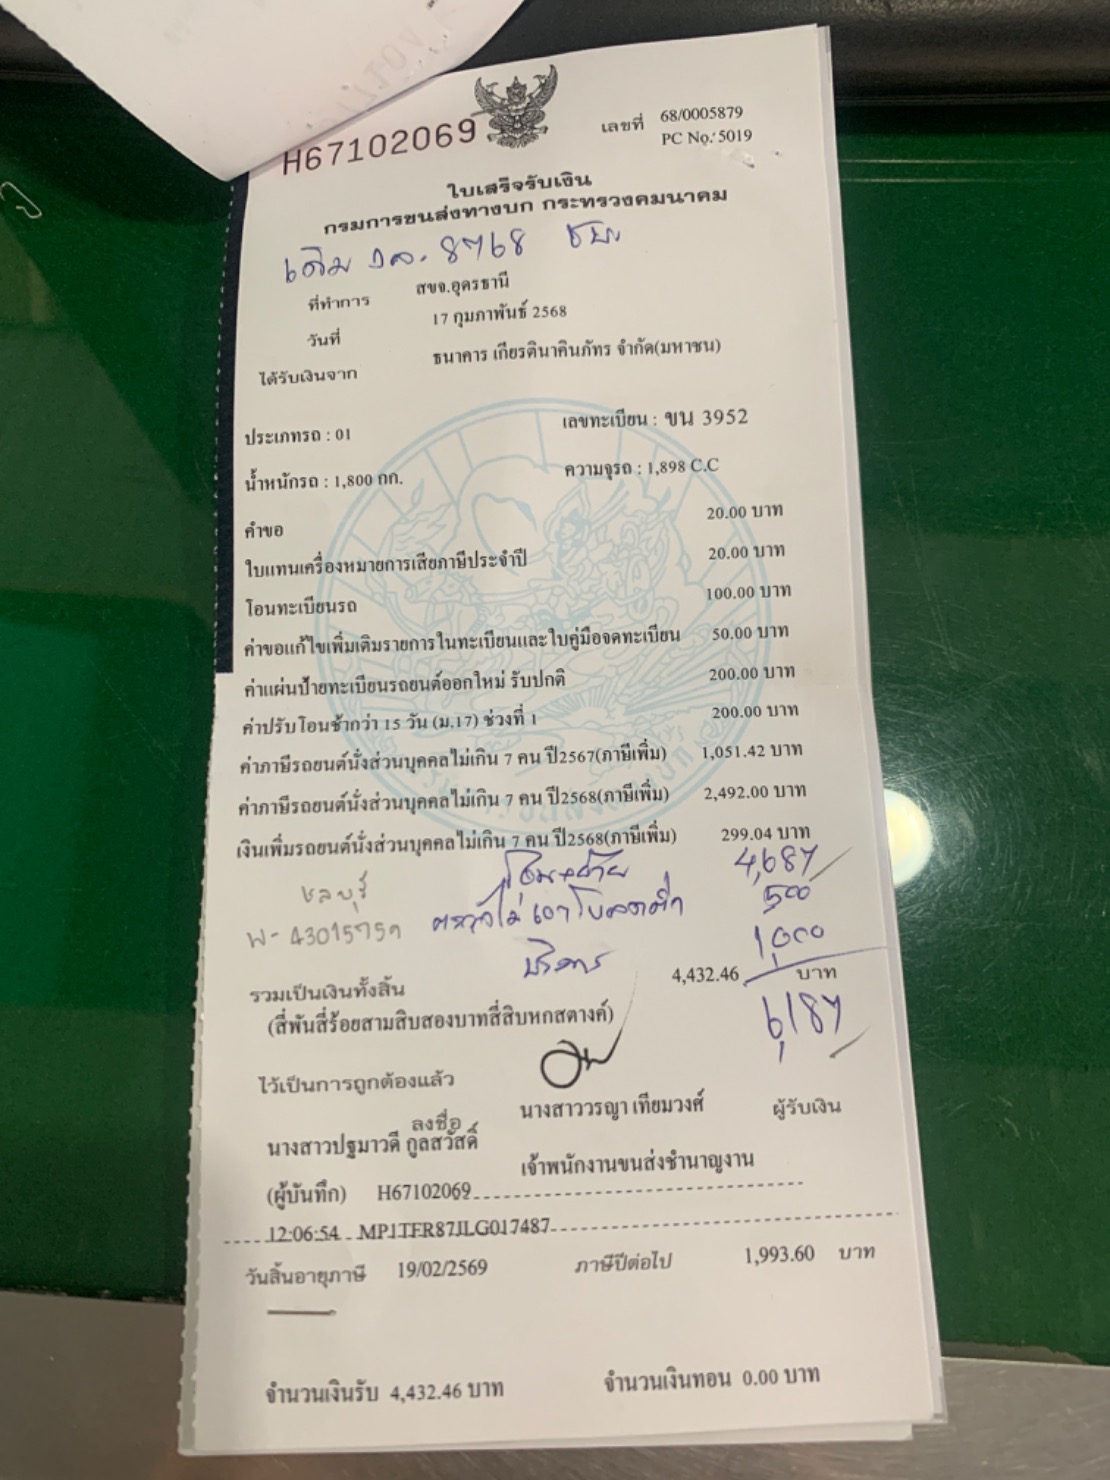 H67102069
เลขที่ 68/0005879
PC No.: 5019
ใบเสร็จรับเงิน
กรมการขนส่งทางบก กระทรวงคมนาคม
เดิม 8768 ชบ
ที่ทำการ สขจ.อุดรธานี
วันที่ 17 กุมภาพันธ์ 2568
ได้รับเงินจาก ธนาคาร เกียรตินาคินภัทร จำกัด(มหาชน)
ประเภทรถ : 01 เลขทะเบียน : ขน 3952
น้ำหนักรถ : 1,800 กก. ความจุรถ : 1,898 C.C
คำขอ 20.00 บาท
ใบแทนเครื่องหมายการเสียภาษีประจำปี 20.00 บาท
โอนทะเบียนรถ 100.00 บาท
ค่าขอแก้ไขเพิ่มเติมรายการในทะเบียนและใบคู่มือจดทะเบียน 50.00 บาท
ค่าแผ่นป้ายทะเบียนรถยนต์ออกใหม่ รับปกติ 200.00 บาท
ค่าปรับโอนช้ากว่า 15 วัน (ม.17) ช่วงที่ 1 200.00 บาท
ค่าภาษีรถยนต์นั่งส่วนบุคคลไม่เกิน 7 คน ปี2567(ภาษีเพิ่ม) 1,051.42 บาท
ค่าภาษีรถยนต์นั่งส่วนบุคคลไม่เกิน 7 คน ปี2568(ภาษีเพิ่ม) 2,492.00 บาท
เงินเพิ่มรถยนต์นั่งส่วนบุคคลไม่เกิน 7 คน ปี2568(ภาษีเพิ่ม) 299.04 บาท
4,687
ชลบุรี 500
บริการ 1,000
รวมเป็นเงินทั้งสิ้น 4,432.46 บาท
(สี่พันสี่ร้อยสามสิบสองบาทสี่สิบหกสตางค์) 6,187
ไว้เป็นการถูกต้องแล้ว
ลงชื่อ นางสาววรญา เทียมวงศ์ ผู้รับเงิน
นางสาวปฐมาวดี กูลสวัสดิ์
(ผู้บันทึก) H67102069 เจ้าพนักงานขนส่งชำนาญงาน
12:06:54 MP1TFR87JLG017487
วันสิ้นอายุภาษี 19/02/2569 ภาษีปีต่อไป 1,993.60 บาท
จำนวนเงินรับ 4,432.46 บาท จำนวนเงินทอน 0.00 บาท